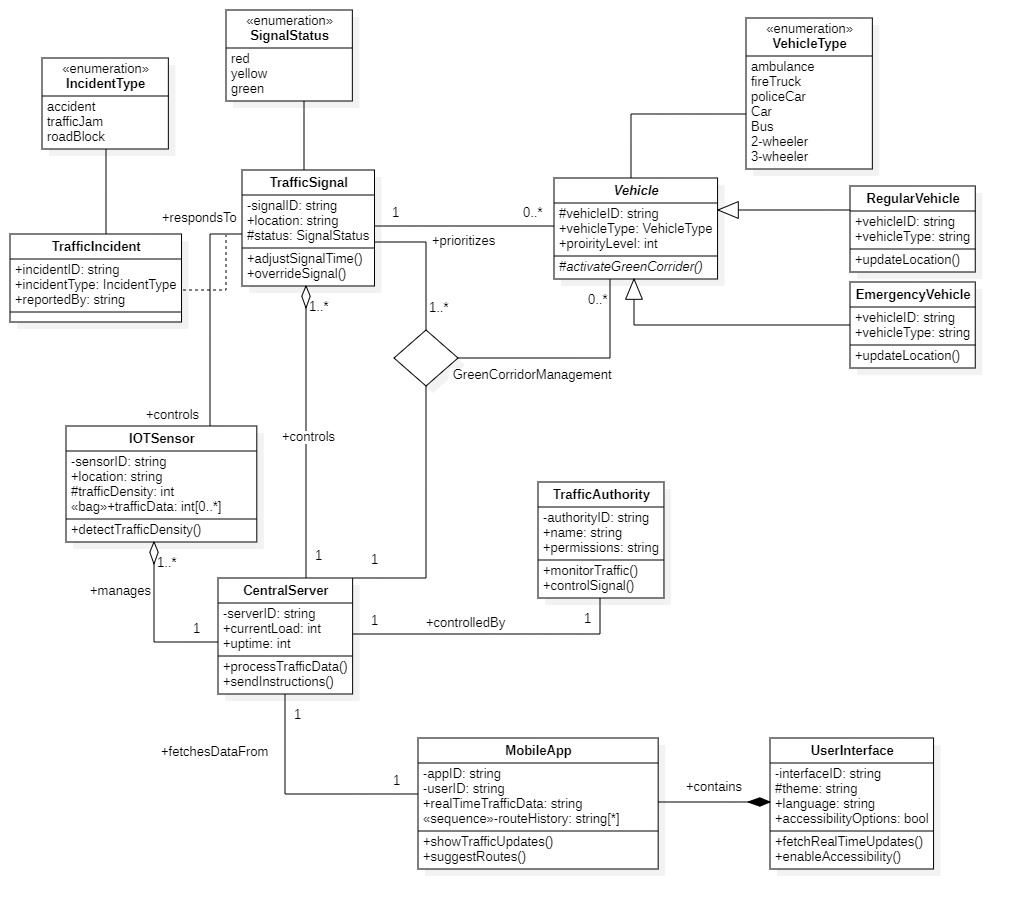 «enumeration»
SignalStatus
red
yellow
green
«enumeration»
VehicleType
ambulance
fireTruck
policeCar
Car
Bus
2-wheeler
3-wheeler
«enumeration»
IncidentType
accident
trafficJam
roadBlock
TrafficSignal
-signalID: string
+location: string
#status: SignalStatus
+adjustSignalTime()
+overrideSignal()
1
0..*
+prioritizes
Vehicle
#vehicleID: string
+vehicleType: VehicleType
+proirityLevel: int
#activateGreenCorrider()
RegularVehicle
+vehicleID: string
+vehicleType: string
+updateLocation()
+respondsTo
TrafficIncident
+incidentID: string
+incidentType: IncidentType
+reportedBy: string
EmergencyVehicle
+vehicleID: string
+vehicleType: string
+updateLocation()
1..*
1..*
0..*
GreenCorridorManagement
+controls
+controls
IOTSensor
-sensorID: string
+location: string
#trafficDensity: int
«bag»+trafficData: int[0..*]
+detectTrafficDensity()
TrafficAuthority
-authorityID: string
+name: string
+permissions: string
+monitorTraffic()
+controlSignal()
1..*
1
1
+manages
1
CentralServer
-serverID: string
+currentLoad: int
+uptime: int
+processTrafficData()
+sendInstructions()
1
+controlledBy
1
1
+fetchesDataFrom
1
MobileApp
-appID: string
-userID: string
+realTimeTrafficData: string
«sequence»-routeHistory: string[*]
+showTrafficUpdates()
+suggestRoutes()
+contains
UserInterface
-interfaceID: string
#theme: string
+language: string
+accessibilityOptions: bool
+fetchRealTimeUpdates()
+enableAccessibility()